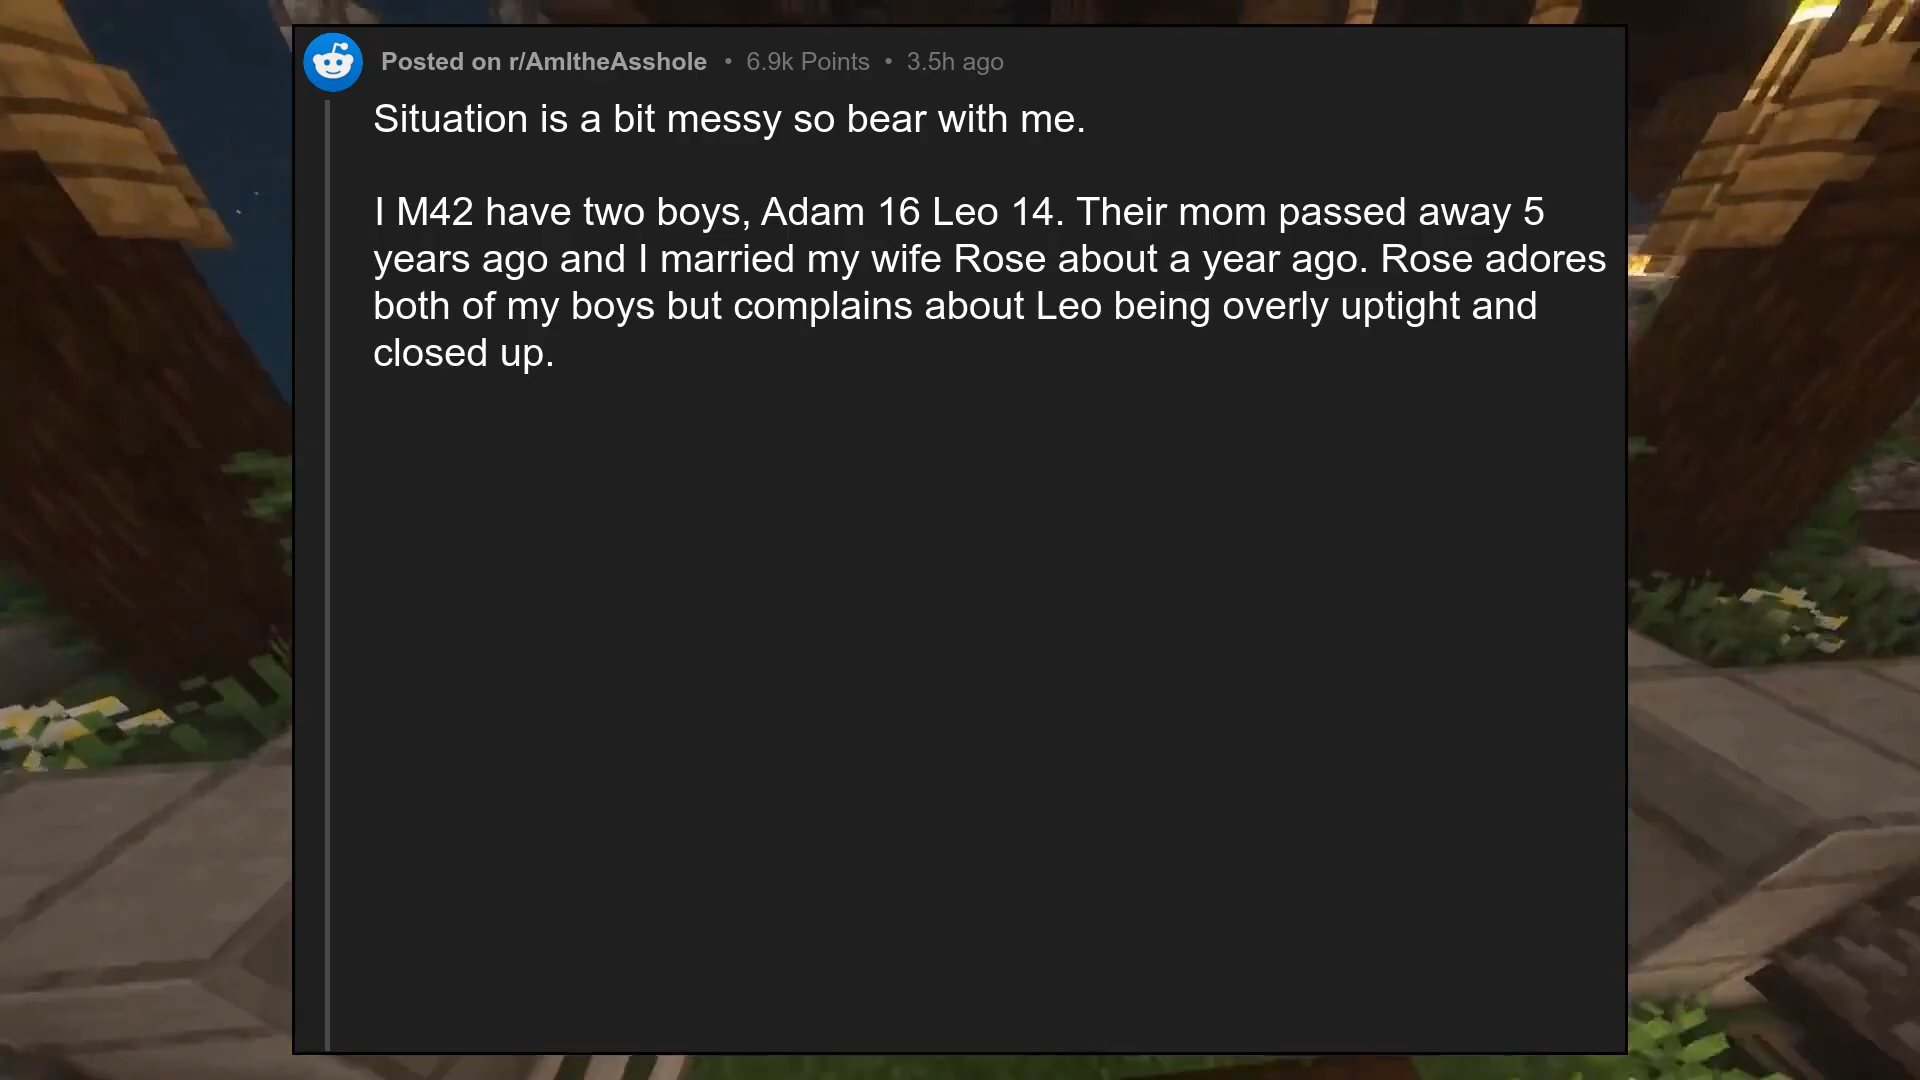 Posted on r/AmItheAsshole • 6.9k Points • 3.5h ago
Situation is a bit messy so bear with me.
I M42 have two boys, Adam 16 Leo 14. Their mom passed away 5
years ago and I married my wife Rose about a year ago. Rose adores
both of my boys but complains about Leo being overly uptight and
closed up.